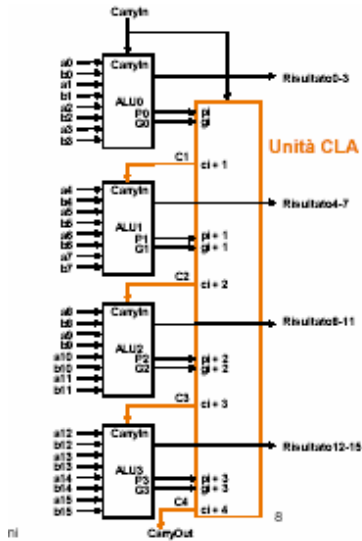 CarryIn
a0
b0
a1
b1
a2
b2
a3
b3
CarryIn
ALU0
P0
G0
Risultato0-3
pi
gi
Unità CLA
C1
ci + 1
a4
b4
a5
b5
a6
b6
a7
b7
CarryIn
ALU1
P1
G1
Risultato4-7
pi + 1
gi + 1
C2
ci + 2
a8
b8
a9
b9
a10
b10
a11
b11
CarryIn
ALU2
P2
G2
Risultato8-11
pi + 2
gi + 2
C3
ci + 3
a12
b12
a13
b13
a14
b14
a15
b15
CarryIn
ALU3
P3
G3
Risultato12-15
pi + 3
gi + 3
C4
ci + 4
8
ni
CarryOut